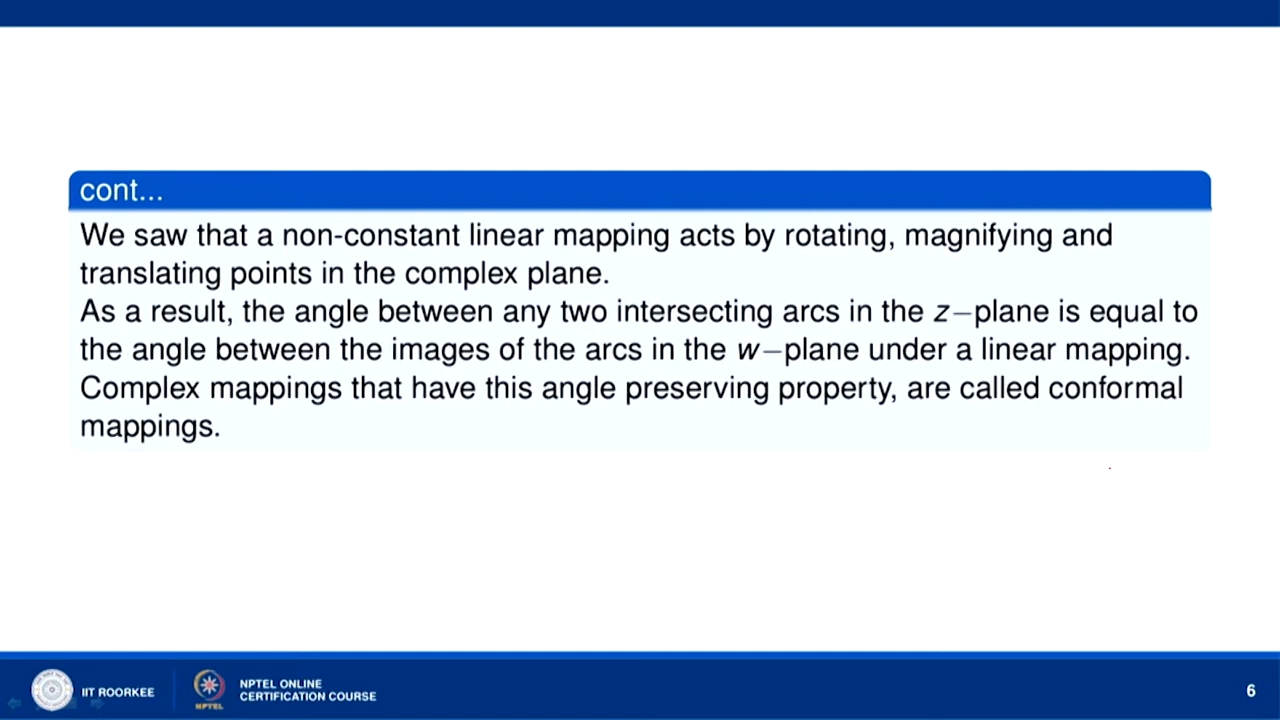 cont...
We saw that a non-constant linear mapping acts by rotating, magnifying and
translating points in the complex plane.
As a result, the angle between any two intersecting arcs in the z−plane is equal to
the angle between the images of the arcs in the w−plane under a linear mapping.
Complex mappings that have this angle preserving property, are called conformal
mappings.
IIT ROORKEE
NPTEL
NPTEL ONLINE
CERTIFICATION COURSE
6